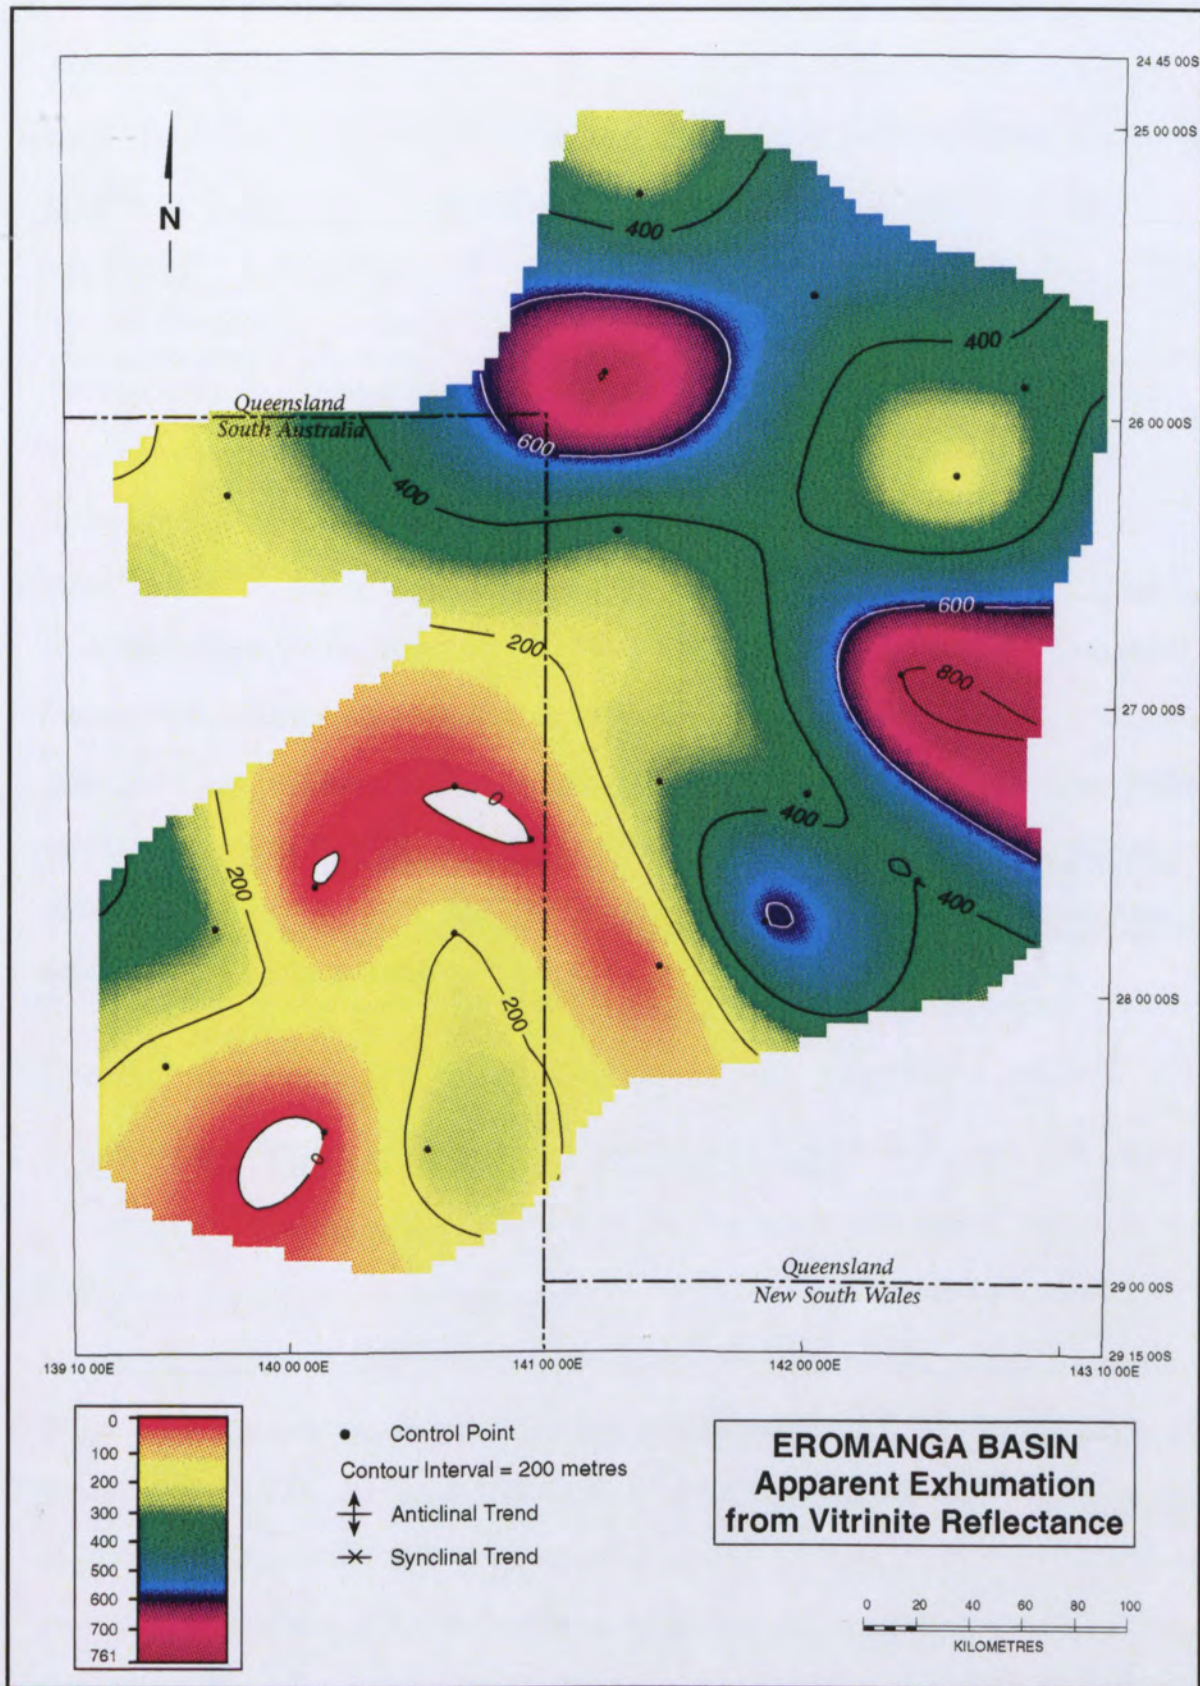 24 45 00S
25 00 00S
N
400
400
Queensland
South Australia
26 00 00S
600
400
600
200
800
27 00 00S
0
400
200
400
200
28 00 00S
0
Queensland
New South Wales
29 00 00S
29 15 00S
139 10 00E
140 00 00E
141 00 00E
142 00 00E
143 10 00E
0
100
200
300
400
500
600
700
761
Control Point
Contour Interval = 200 metres
Anticlinal Trend
Synclinal Trend
EROMANGA BASIN
Apparent Exhumation
from Vitrinite Reflectance
0 20 40 60 80 100
KILOMETRES